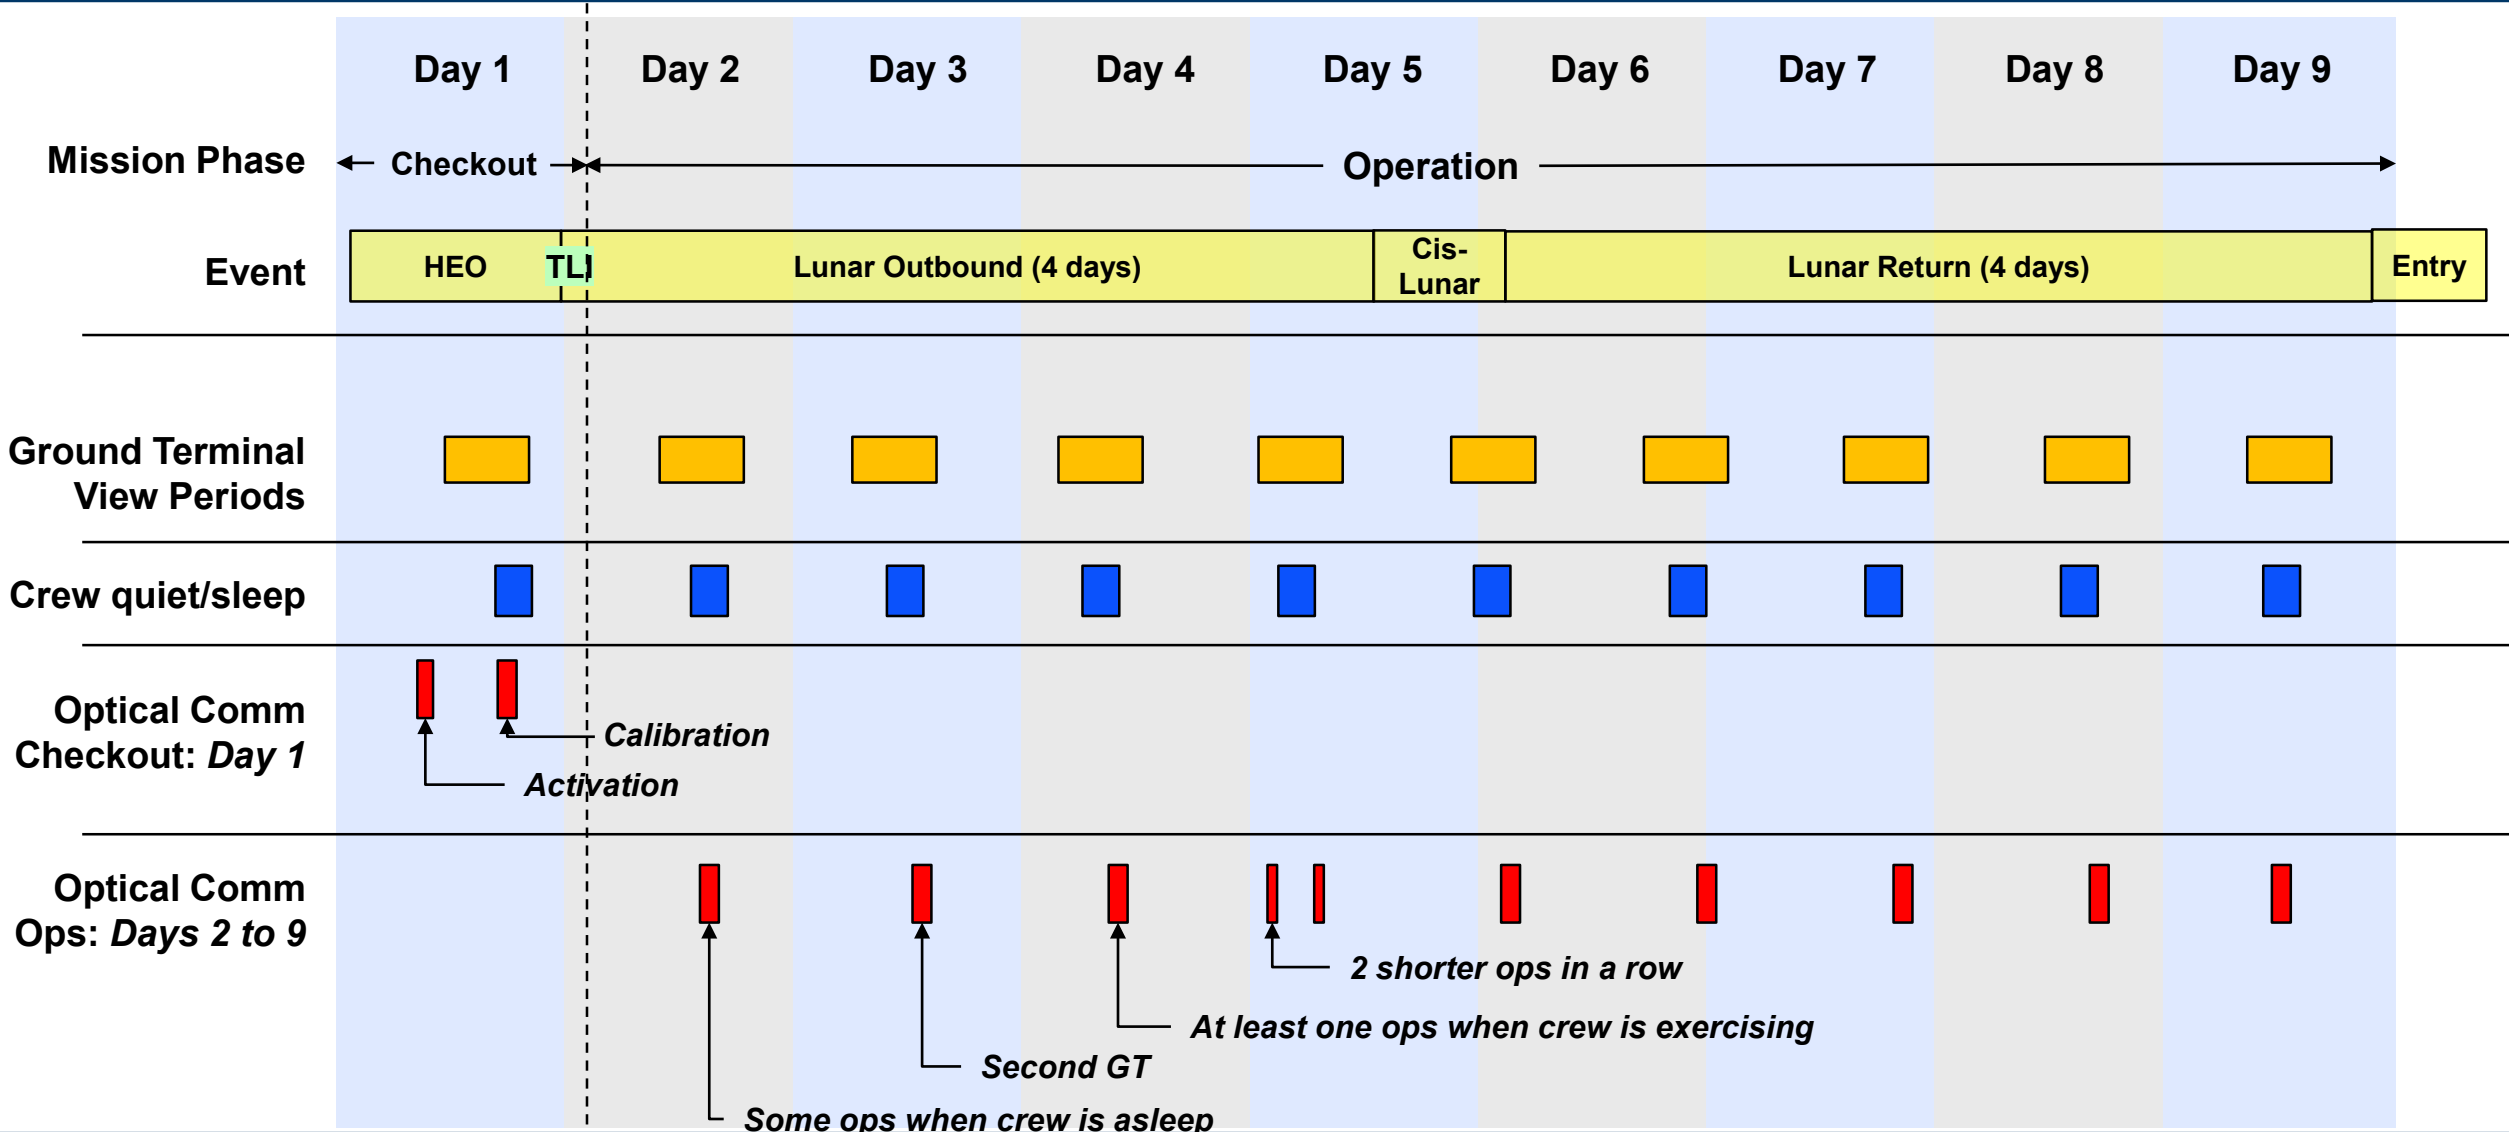 Day 1 Day 2 Day 3 Day 4 Day 5 Day 6 Day 7 Day 8 Day 9
Mission Phase
Checkout
Operation
Event
HEO
TLI
Lunar Outbound (4 days)
Cis-
Lunar
Lunar Return (4 days)
Entry
Ground Terminal
View Periods
Crew quiet/sleep
Optical Comm
Checkout: Day 1
Calibration
Activation
Optical Comm
Ops: Days 2 to 9
2 shorter ops in a row
At least one ops when crew is exercising
Second GT
Some ops when crew is asleep